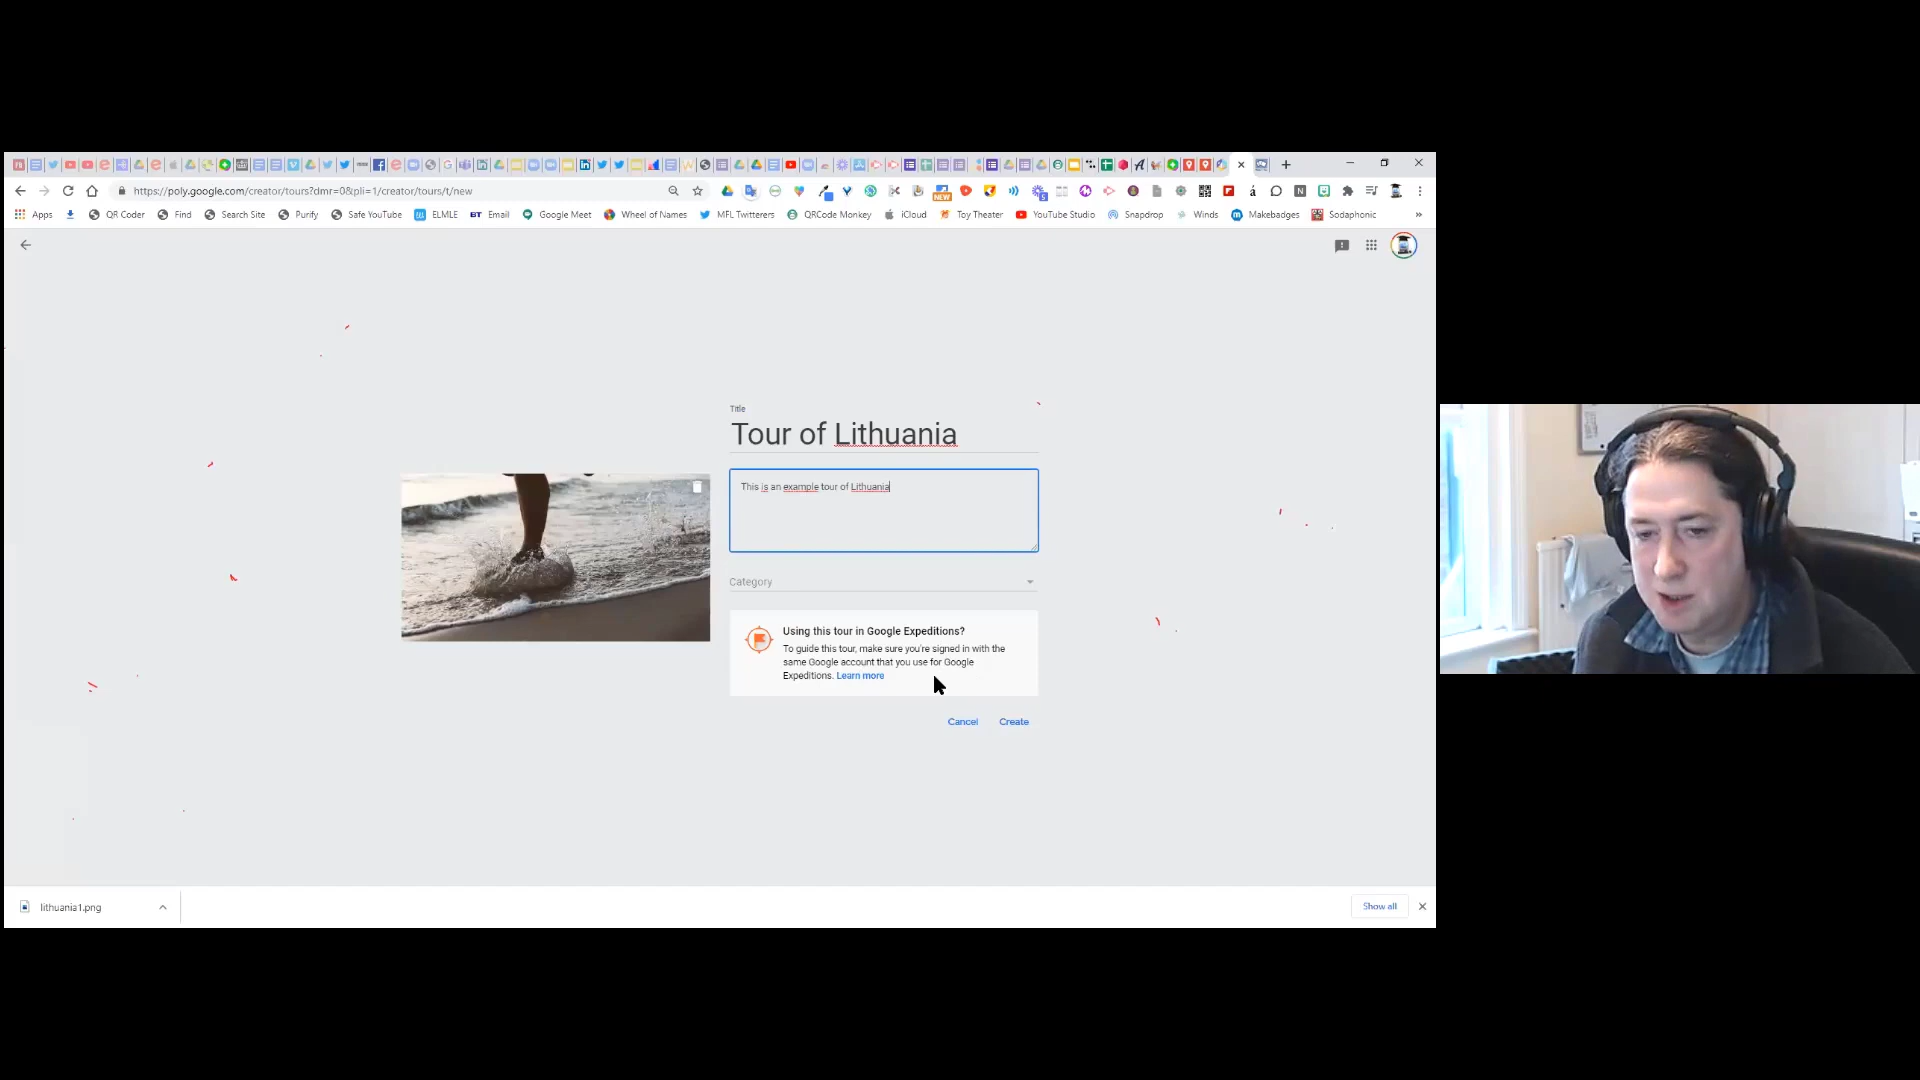 https://poly.google.com/creator/tours?dmr=0&pli=1/creator/tours/t/new
Apps QR Coder Find Search Site Purify Safe YouTube ELMLE BT Email Google Meet Wheel of Names MFL Twitterers QRCode Monkey iCloud Toy Theater YouTube Studio Snapdrop Winds Makebadges Sodaphonic »
Title
Tour of Lithuania
This is an example tour of Lithuania
Category
Using this tour in Google Expeditions?
To guide this tour, make sure you're signed in with the
same Google account that you use for Google
Expeditions. Learn more
Cancel Create
lithuania1.png
Show all